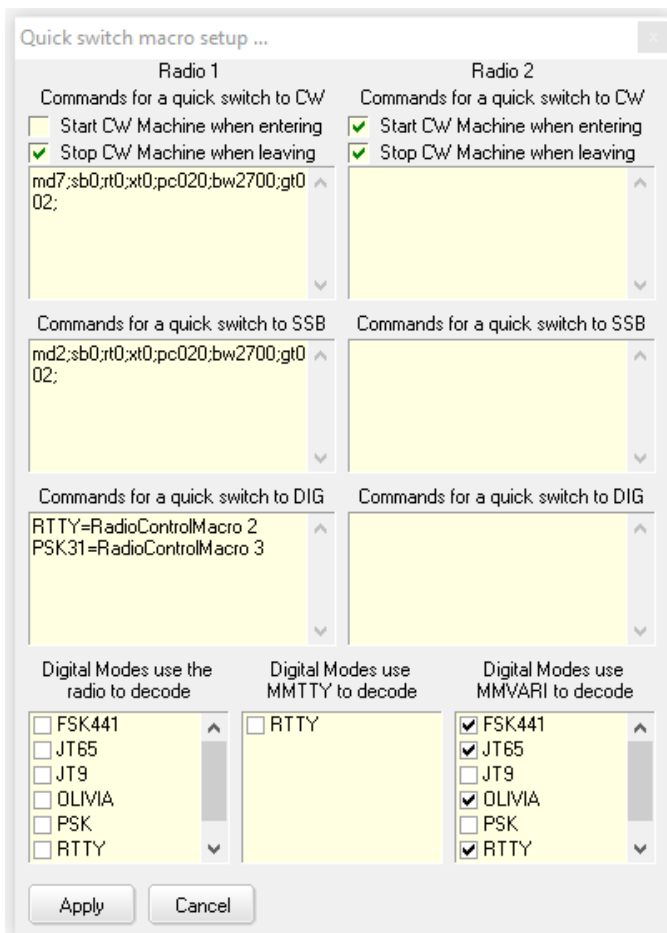 Quick switch macro setup ...
Radio 1
Commands for a quick switch to CW
Start CW Machine when entering
Stop CW Machine when leaving
md7;sb0;rt0;xt0;pc020;bw2700;gt0
02;
Commands for a quick switch to SSB
md2;sb0;rt0;xt0;pc020;bw2700;gt0
02;
Commands for a quick switch to DIG
RTTY=RadioControlMacro 2
PSK31=RadioControlMacro 3
Radio 2
Commands for a quick switch to CW
Start CW Machine when entering
Stop CW Machine when leaving
Commands for a quick switch to SSB
Commands for a quick switch to DIG
Digital Modes use the
radio to decode
FSK441
JT65
JT9
OLIVIA
PSK
RTTY
Digital Modes use
MMTTY to decode
RTTY
Digital Modes use
MMVARI to decode
FSK441
JT65
JT9
OLIVIA
PSK
RTTY
Apply
Cancel